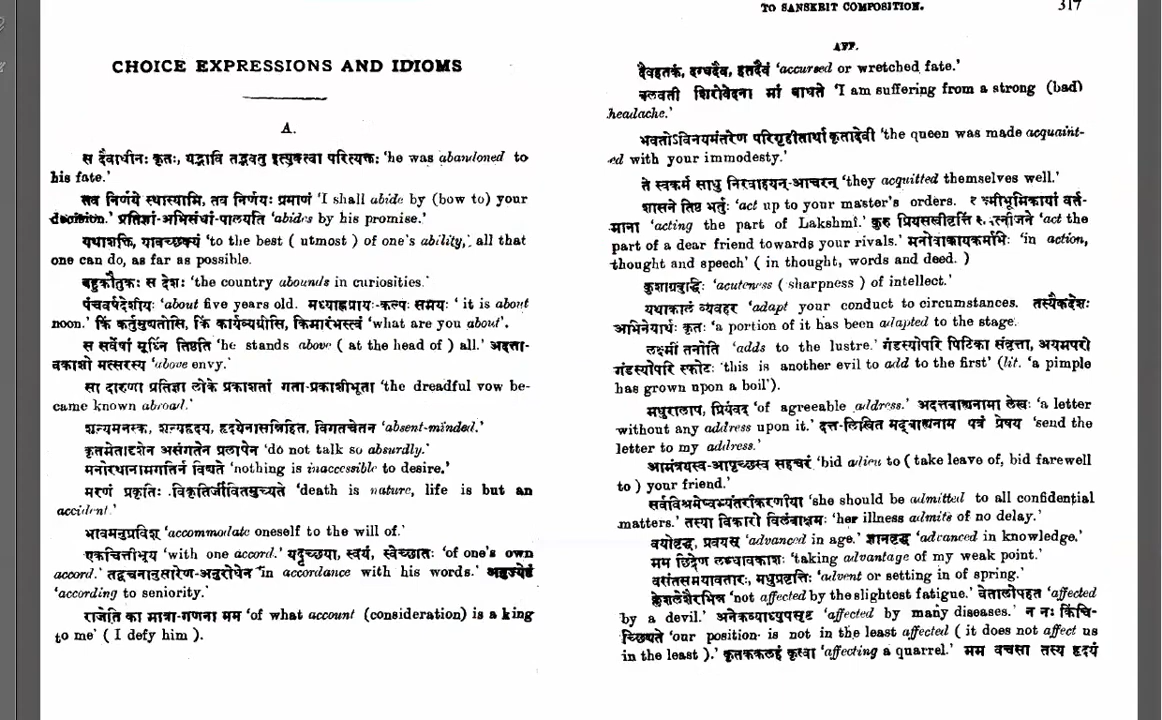 CHOICE EXPRESSIONS AND IDIOMS
A.
स दैवाधीनः कृतः, यद्भावि तद्भवतु इत्युक्त्वा परित्यक्तः 'he was abandoned to
his fate.'
तव निर्णये स्थास्यामि, तव निर्णयः प्रमाणं 'I shall abide by (bow to) your
decision.' प्रतिज्ञां-अभिसंधां-पालयति 'abides by his promise.'
यथाशक्ति, यावच्छक्यं 'to the best ( utmost ) of one's ability,' all that
one can do, as far as possible.
बहुकौतुकः स देशः 'the country abounds in curiosities.'
पंचवर्षदेशीयः 'about five years old. मध्याह्नप्रायः-कल्पः समयः ' it is about
noon.' किं कर्तुमुद्यतोसि, किं कार्यव्यग्रोसि, किमारंभस्त्वं 'what are you about'.
स सर्वेषां मूर्ध्नि तिष्ठति 'he stands above ( at the head of ) all.' अदत्ता-
वकाशो मत्सरस्य 'above envy.'
सा दारुणा प्रतिज्ञा लोके प्रकाशतां गता-प्रकाशीभूता 'the dreadful vow be-
came known abroad.'
शून्यमनस्क, शून्यहृदय, हृदयेनासन्निहित, विगतचेतन 'absent-minded.'
कृतमेतादृशेन असंगतेन प्रलापेन 'do not talk so absurdly.'
मनोरथानामगतिर्न विद्यते 'nothing is inaccessible to desire.'
मरणं प्रकृतिः विकृतिर्जीवितमुच्यते 'death is nature, life is but an
accident.'
भावमनुप्रविश् 'accommodate oneself to the will of.'
एकचित्तीभूय 'with one accord.' यदृच्छया, स्वयं, स्वेच्छातः 'of one's own
accord.' तद्वचनानुसारेण-अनुरोधेन 'in accordance with his words.' अनुज्येष्ठं
'according to seniority.'
राजेति का मात्रा-गणना मम 'of what account (consideration) is a king
to me' ( I defy him ).
TO SANSKRIT COMPOSITION. 317
AFF.
दैवहतकं, दग्धदैवं, हतदैवं 'accursed or wretched fate.'
बलवती शिरोवेदना मां बाधते 'I am suffering from a strong (bad)
headache.'
भवतोऽविनयमंतरेण परिगृहीतार्था कृतादेवी 'the queen was made acquaint-
ed with your immodesty.'
ते स्वकर्म साधु निरवाहयन्-आचरन् 'they acquitted themselves well.'
शासने तिष्ठ भर्तुः 'act up to your master's orders. लक्ष्मीभूमिकायां वर्त-
माना 'acting the part of Lakshmi.' कुरु प्रियसखीवृत्तिं सपत्नीजने 'act the
part of a dear friend towards your rivals.' मनोवाक्कायकर्मभिः 'in action,
thought and speech' ( in thought, words and deed. )
कुशाग्रबुद्धिः 'acuteness ( sharpness ) of intellect.'
यथाकालं व्यवहर 'adapt your conduct to circumstances. तस्यैकदेशः
अभिनेयार्थः कृतः 'a portion of it has been adapted to the stage.'
लक्ष्मीं तनोति 'adds to the lustre.' गंडस्योपरि पिटिका संवृत्ता, अयमपरो
गंडस्योपरि स्फोटः 'this is another evil to add to the first' (lit. 'a pimple
has grown upon a boil').
मधुरालाप, प्रियंवद 'of agreeable address.' अदत्तबाह्यनामा लेखः 'a letter
without any address upon it.' दत्त-लिखित मद्बाह्यनाम पत्रं प्रेषय 'send the
letter to my address.'
आमंत्रयस्व-आपृच्छस्व सहचरं 'bid adieu to ( take leave of, bid farewell
to ) your friend.'
सर्वविश्रंभेष्वभ्यंतरीकरणीया 'she should be admitted to all confidential
matters.' तस्या विकारो विलंबाक्षमः 'her illness admits of no delay.'
वयोवृद्ध, प्रवयस् 'advanced in age.' ज्ञानवृद्ध 'advanced in knowledge.'
मम छिद्रेण लब्धावकाशः 'taking advantage of my weak point.'
वसंतसमयावतारः, मधुप्रवृत्तिः 'advent or setting in of spring.'
क्लेशलेशैरभिन्न 'not affected by the slightest fatigue.' वेतालोपहत 'affected
by a devil.' अनेकव्याध्युपसृष्ट 'affected by many diseases.' न नः किंचि-
च्छिद्यते 'our position is not in the least affected ( it does not affect us
in the least ).' कृतककलहं कृत्वा 'affecting a quarrel.' मम वचसा तस्य हृदयं